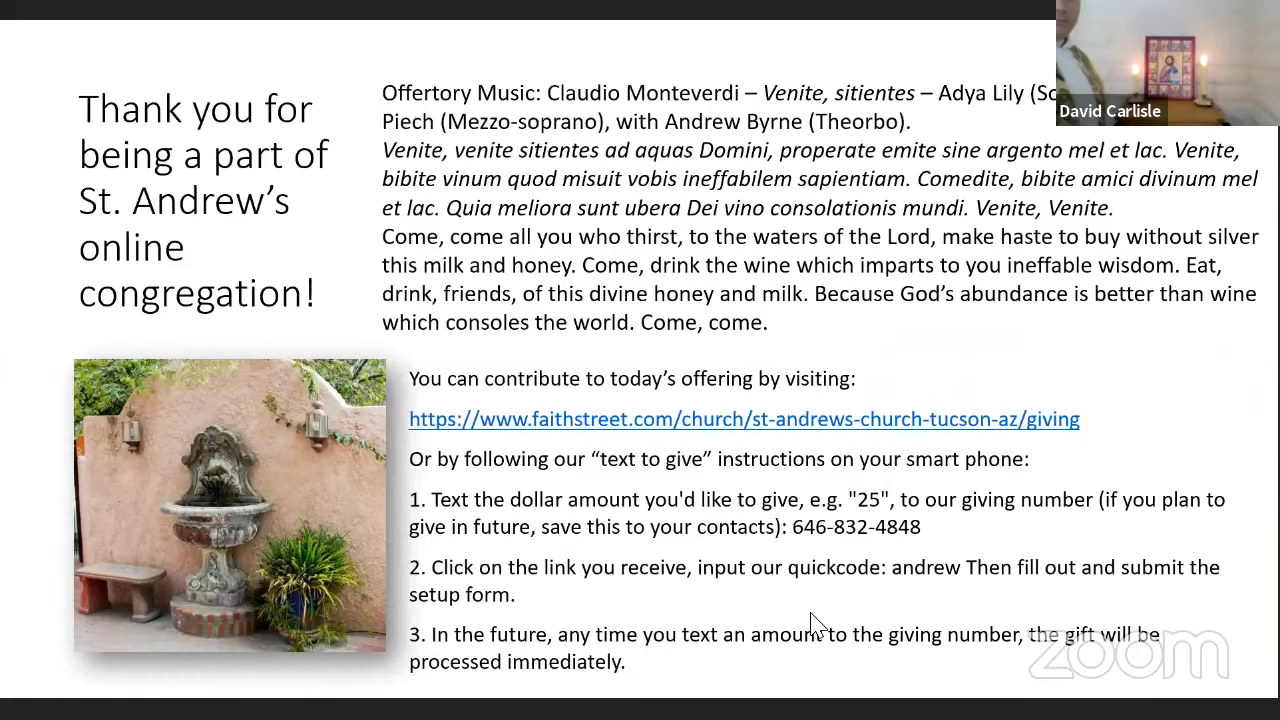 Thank you for
being a part of
St. Andrew’s
online
congregation!
Offertory Music: Claudio Monteverdi – Venite, sitientes – Adya Lily
Piech (Mezzo-soprano), with Andrew Byrne (Theorbo).
Venite, venite sitientes ad aquas Domini, properate emite sine argento mel et lac. Venite,
bibite vinum quod misuit vobis ineffabilem sapientiam. Comedite, bibite amici divinum mel
et lac. Quia meliora sunt ubera Dei vino consolationis mundi. Venite, Venite.
Come, come all you who thirst, to the waters of the Lord, make haste to buy without silver
this milk and honey. Come, drink the wine which imparts to you ineffable wisdom. Eat,
drink, friends, of this divine honey and milk. Because God’s abundance is better than wine
which consoles the world. Come, come.
You can contribute to today’s offering by visiting:
https://www.faithstreet.com/church/st-andrews-church-tucson-az/giving
Or by following our “text to give” instructions on your smart phone:
1. Text the dollar amount you'd like to give, e.g. "25", to our giving number (if you plan to
give in future, save this to your contacts): 646-832-4848
2. Click on the link you receive, input our quickcode: andrew Then fill out and submit the
setup form.
3. In the future, any time you text an amount to the giving number, the gift will be
processed immediately.
David Carlisle
zoom